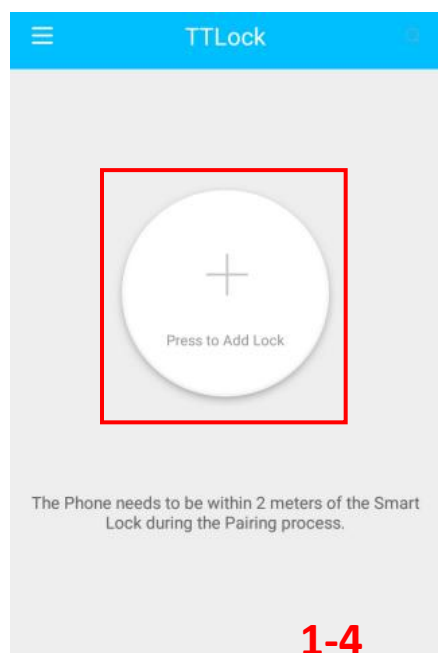 TTLock
Press to Add Lock
The Phone needs to be within 2 meters of the Smart
Lock during the Pairing process.
1-4